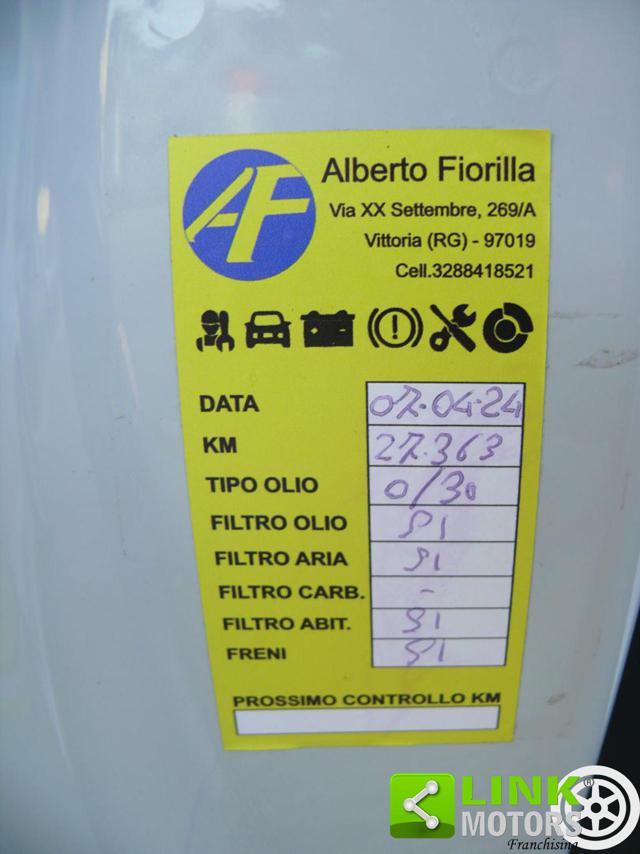 AF
Alberto Fiorilla
Via XX Settembre, 269/A
Vittoria (RG) - 97019
Cell.3288418521
DATA 07.04.24
KM 27.363
TIPO OLIO 0/30
FILTRO OLIO SI
FILTRO ARIA SI
FILTRO CARB. -
FILTRO ABIT. SI
FRENI SI
PROSSIMO CONTROLLO KM
LINK
MOTORS
Franchising